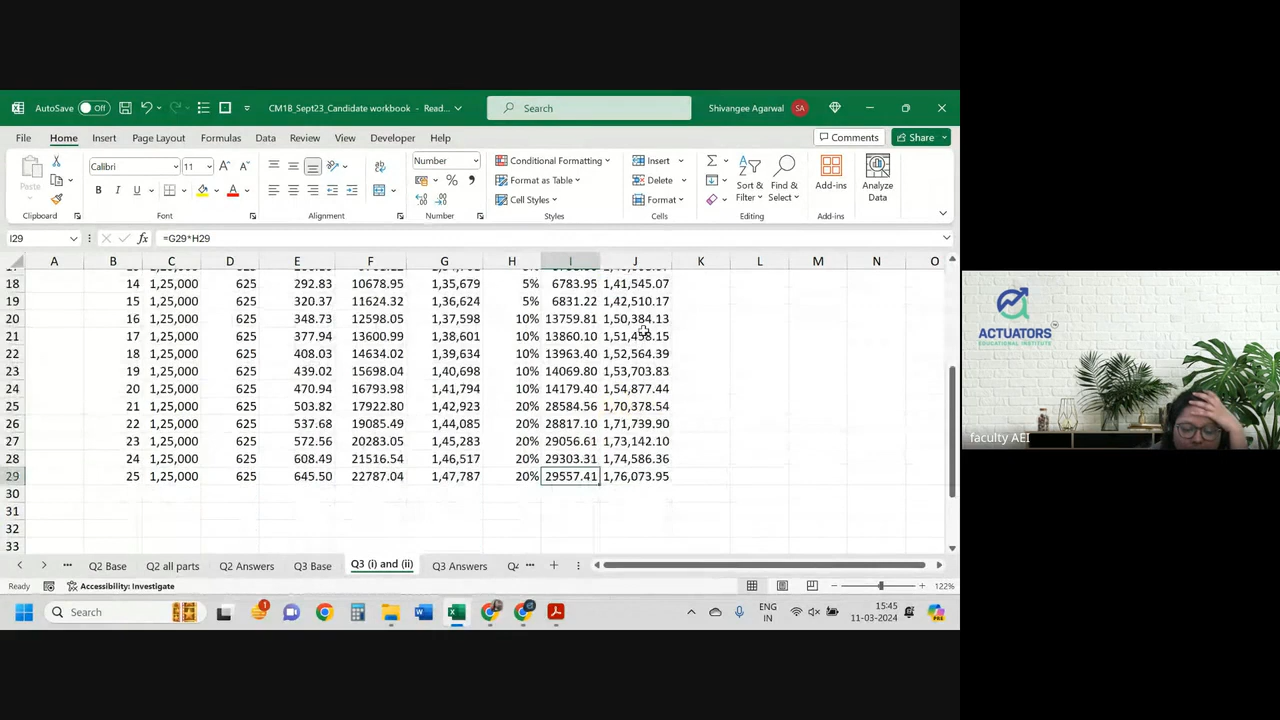 AutoSave Off CM1B_Sept23_Candidate workbook - Read... Search Shivangee Agarwal SA
File Home Insert Page Layout Formulas Data Review View Developer Help Comments Share
Paste Calibri 11 Number Conditional Formatting Format as Table Cell Styles Insert Delete Format Sort & Filter Find & Select Add-ins Analyze Data
Clipboard Font Alignment Number Styles Cells Editing Add-ins
I29 fx =G29*H29
A B C D E F G H I J K L M N O
18 14 1,25,000 625 292.83 10678.95 1,35,679 5% 6783.95 1,41,545.07
19 15 1,25,000 625 320.37 11624.32 1,36,624 5% 6831.22 1,42,510.17
20 16 1,25,000 625 348.73 12598.05 1,37,598 10% 13759.81 1,50,384.13
21 17 1,25,000 625 377.94 13600.99 1,38,601 10% 13860.10 1,51,458.15
22 18 1,25,000 625 408.03 14634.02 1,39,634 10% 13963.40 1,52,564.39
23 19 1,25,000 625 439.02 15698.04 1,40,698 10% 14069.80 1,53,703.83
24 20 1,25,000 625 470.94 16793.98 1,41,794 10% 14179.40 1,54,877.44
25 21 1,25,000 625 503.82 17922.80 1,42,923 20% 28584.56 1,70,378.54
26 22 1,25,000 625 537.68 19085.49 1,44,085 20% 28817.10 1,71,739.90
27 23 1,25,000 625 572.56 20283.05 1,45,283 20% 29056.61 1,73,142.10
28 24 1,25,000 625 608.49 21516.54 1,46,517 20% 29303.31 1,74,586.36
29 25 1,25,000 625 645.50 22787.04 1,47,787 20% 29557.41 1,76,073.95
30
31
32
33
Q2 Base Q2 all parts Q2 Answers Q3 Base Q3 (i) and (ii) Q3 Answers
Ready Accessibility: Investigate 122%
Search ENG IN 15:45 11-03-2024
ACTUATORS
EDUCATIONAL INSTITUTE
faculty AEI